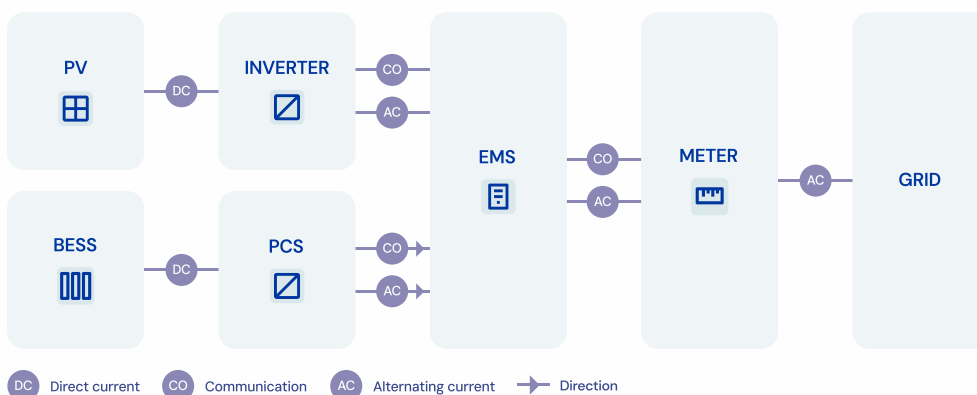 PV
DC
INVERTER
CO
AC
EMS
CO
AC
METER
AC
GRID
BESS
DC
PCS
CO
AC
DC Direct current
CO Communication
AC Alternating current
Direction